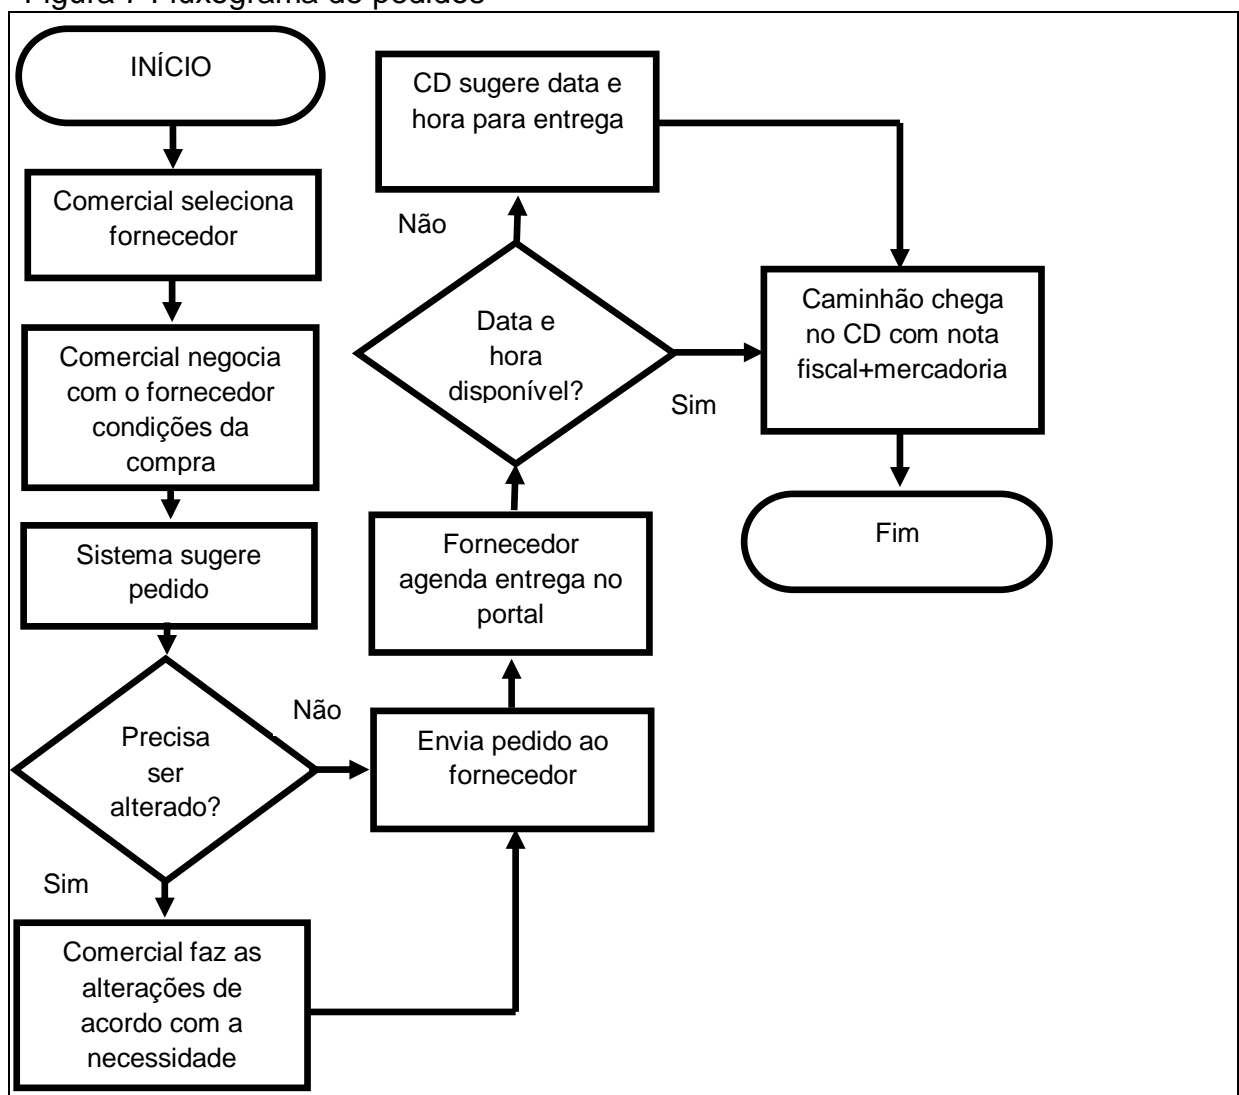 Figura 7 Fluxograma de pedidos
INÍCIO
Comercial seleciona
fornecedor
Comercial negocia
com o fornecedor
condições da
compra
Sistema sugere
pedido
Precisa
ser
alterado?
Não
Sim
Comercial faz as
alterações de
acordo com a
necessidade
Envia pedido ao
fornecedor
Fornecedor
agenda entrega no
portal
Data e
hora
disponível?
Não
Sim
CD sugere data e
hora para entrega
Caminhão chega
no CD com nota
fiscal+mercadoria
Fim